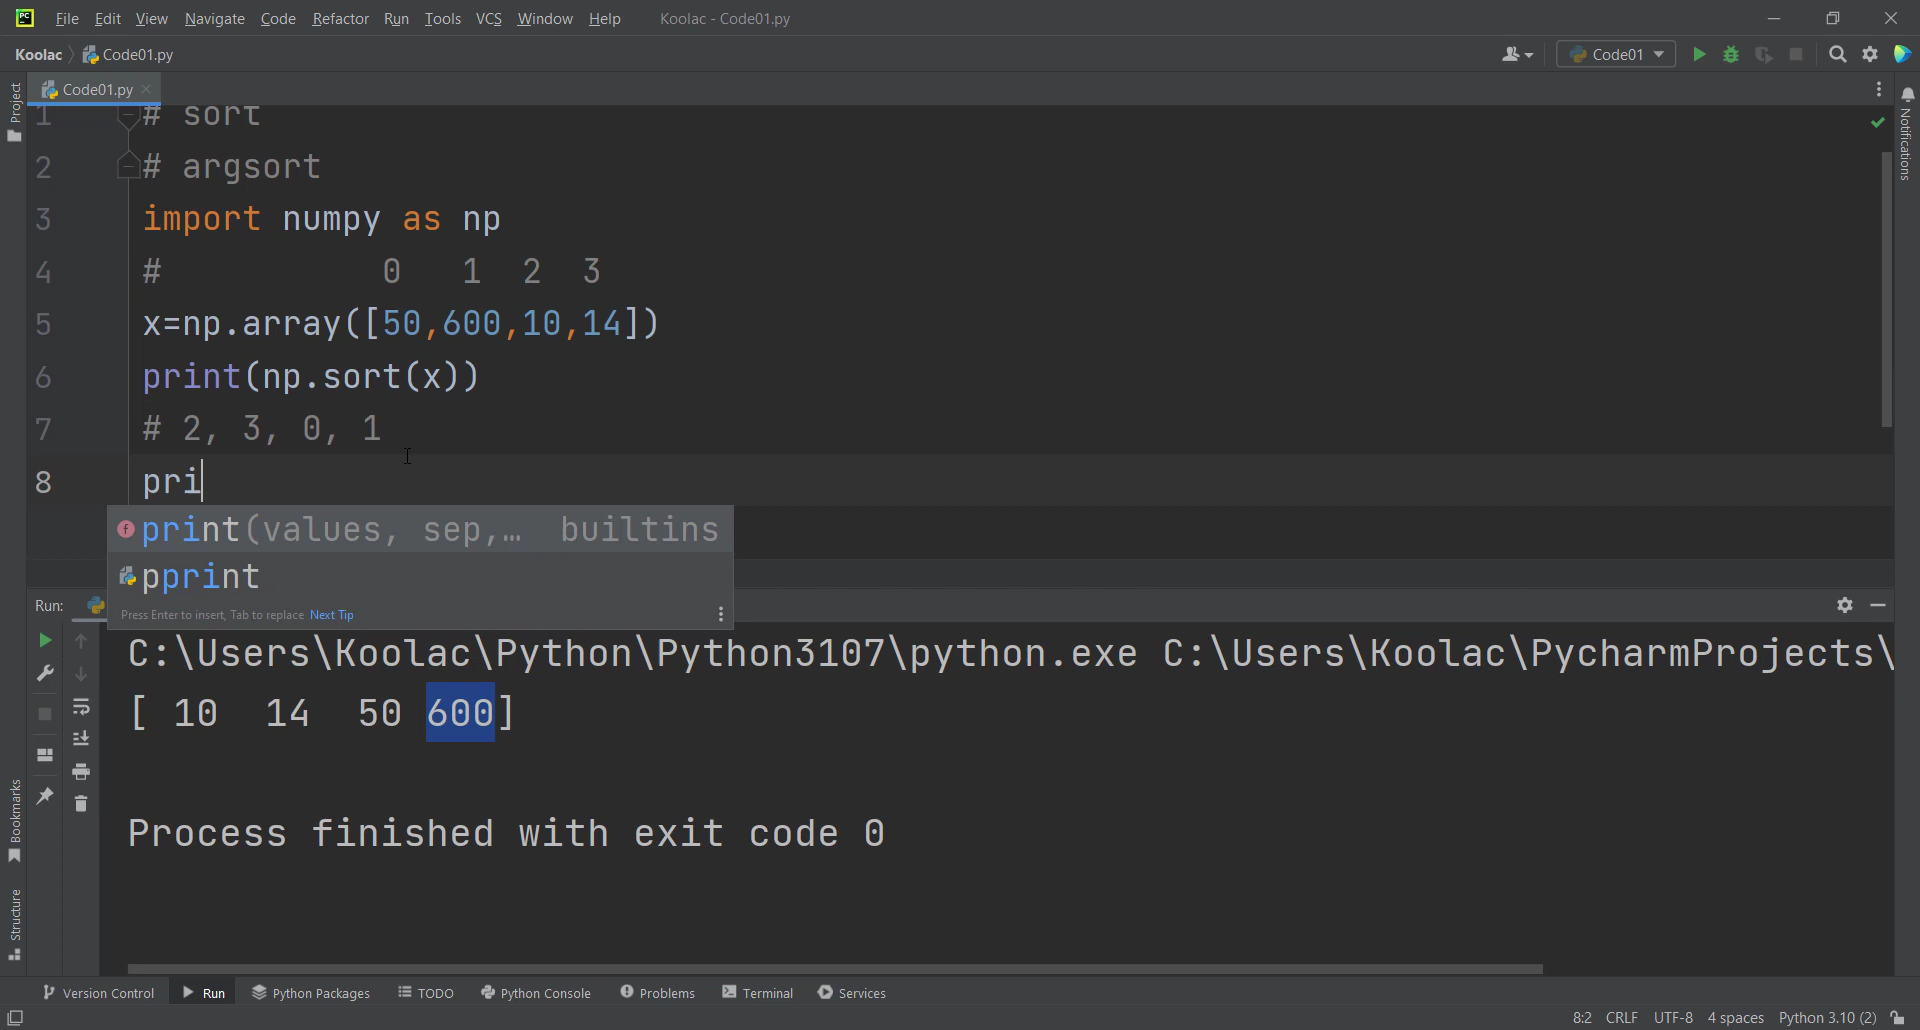 File Edit View Navigate Code Refactor Run Tools VCS Window Help Koolac - Code01.py
Koolac Code01.py Code01
Project
Code01.py
Notifications
1 # sort
2 # argsort
3 import numpy as np
4 # 0 1 2 3
5 x=np.array([50,600,10,14])
6 print(np.sort(x))
7 # 2, 3, 0, 1
8 pri
print(values, sep,… builtins
pprint
Press Enter to insert, Tab to replace Next Tip
Run:
C:\Users\Koolac\Python\Python3107\python.exe C:\Users\Koolac\PycharmProjects\
[ 10 14 50 600]
Process finished with exit code 0
Bookmarks
Structure
Version Control Run Python Packages TODO Python Console Problems Terminal Services
8:2 CRLF UTF-8 4 spaces Python 3.10 (2)